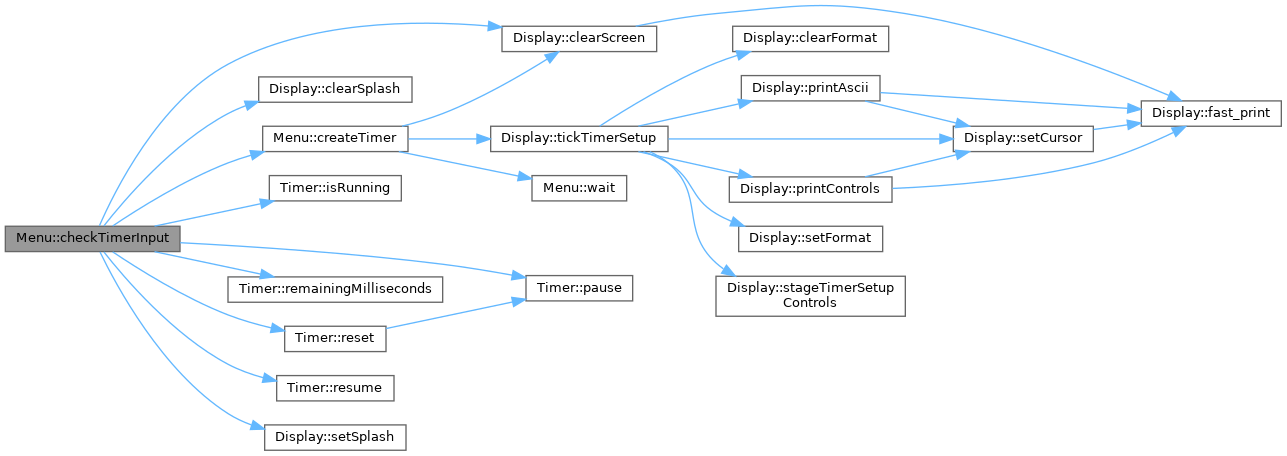 Display::clearScreen
Display::clearFormat
Display::clearSplash
Display::printAscii
Display::fast_print
Menu::createTimer
Display::tickTimerSetup
Display::setCursor
Timer::isRunning
Menu::wait
Display::printControls
Menu::checkTimerInput
Display::setFormat
Timer::remainingMilliseconds
Timer::pause
Display::stageTimerSetup
Controls
Timer::reset
Timer::resume
Display::setSplash